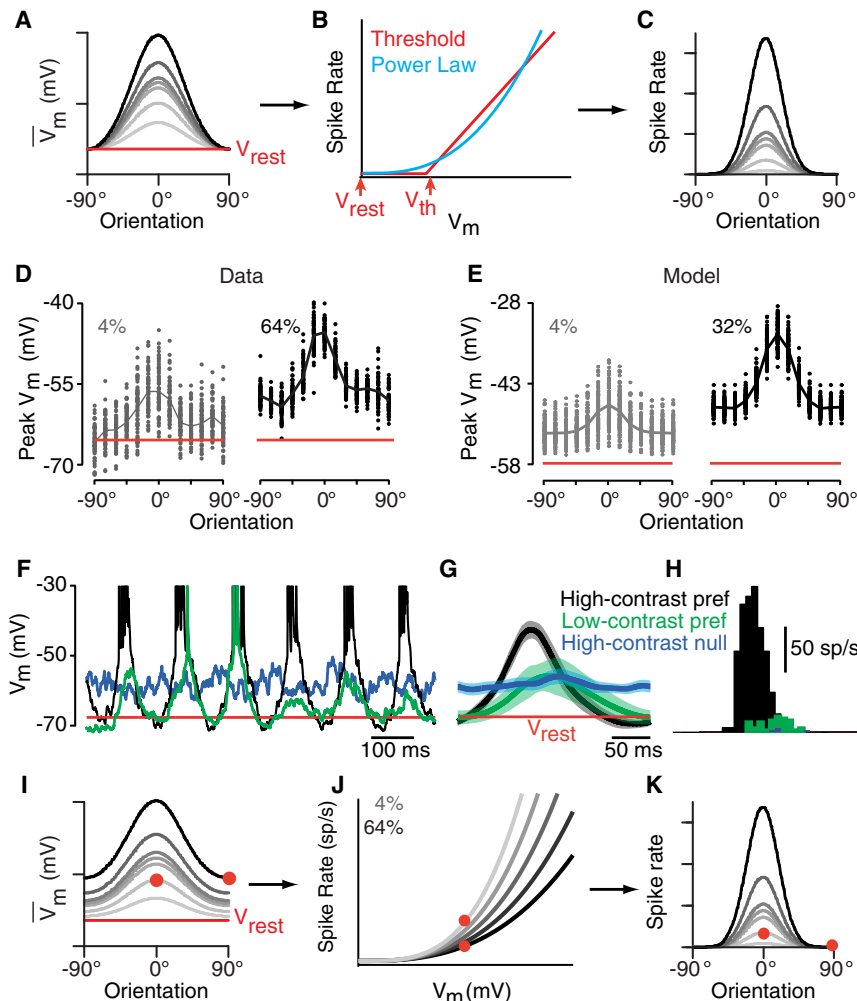 A
V̅m (mV)
Vrest
-90° 0° 90°
Orientation
B
Spike Rate
Threshold
Power Law
Vrest
Vth
Vm
C
Spike Rate
-90° 0° 90°
Orientation
D
Data
Peak Vm (mV)
-40
-55
-70
4%
64%
-90° 0° 90°
-90° 0° 90°
Orientation
E
Model
Peak Vm (mV)
-28
-43
-58
4%
32%
-90° 0° 90°
-90° 0° 90°
Orientation
F
Vm (mV)
-30
-50
-70
100 ms
G
High-contrast pref
Low-contrast pref
High-contrast null
Vrest
50 ms
H
50 sp/s
I
V̅m (mV)
Vrest
-90° 0° 90°
Orientation
J
Spike Rate (sp/s)
4%
64%
Vm(mV)
K
Spike rate
-90° 0° 90°
Orientation